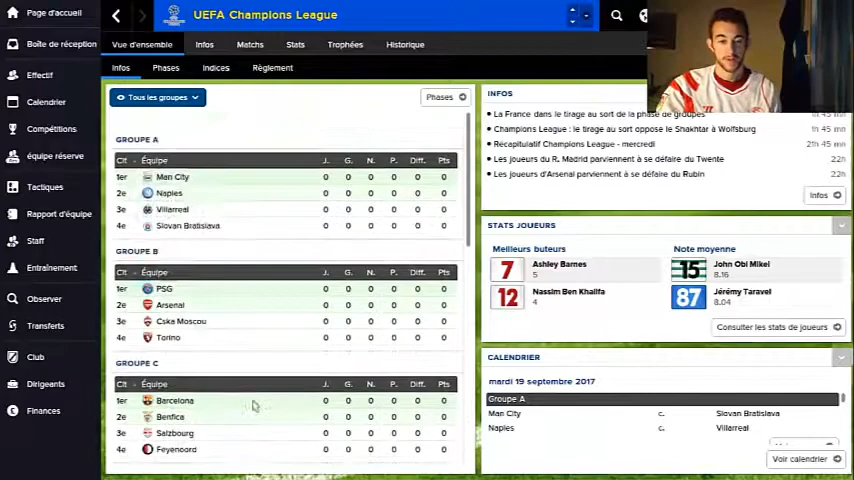 Page d'accueil
Boîte de réception
Effectif
Calendrier
Compétitions
équipe réserve
Tactiques
Rapport d'équipe
Staff
Entraînement
Observer
Transferts
Club
Dirigeants
Finances
UEFA Champions League
Vue d'ensemble Infos Matchs Stats Trophées Historique
Infos Phases Indices Règlement
Tous les groupes
Phases
GROUPE A
Clt Équipe J. G. N. P. Diff. Pts
1er Man City 0 0 0 0 0 0
2e Naples 0 0 0 0 0 0
3e Villarreal 0 0 0 0 0 0
4e Slovan Bratislava 0 0 0 0 0 0
GROUPE B
Clt Équipe J. G. N. P. Diff. Pts
1er PSG 0 0 0 0 0 0
2e Arsenal 0 0 0 0 0 0
3e Cska Moscou 0 0 0 0 0 0
4e Torino 0 0 0 0 0 0
GROUPE C
Clt Équipe J. G. N. P. Diff. Pts
1er Barcelona 0 0 0 0 0 0
2e Benfica 0 0 0 0 0 0
3e Salzbourg 0 0 0 0 0 0
4e Feyenoord 0 0 0 0 0 0
INFOS
La France dans le tirage au sort de la phase de groupes 1h 45 mn
Champions League : le tirage au sort oppose le Shakhtar à Wolfsburg 1h 45 mn
Récapitulatif Champions League - mercredi 21h 45 mn
Les joueurs du R. Madrid parviennent à se défaire du Twente 22h
Les joueurs d'Arsenal parviennent à se défaire du Rubin 22h
Infos
STATS JOUEURS
Meilleurs buteurs Note moyenne
7 Ashley Barnes 5 15 John Obi Mikel 8.16
12 Nassim Ben Khalifa 4 87 Jérémy Taravel 8.04
Consulter les stats de joueurs
CALENDRIER
mardi 19 septembre 2017
Groupe A
Man City c. Slovan Bratislava
Naples c. Villarreal
Voir calendrier